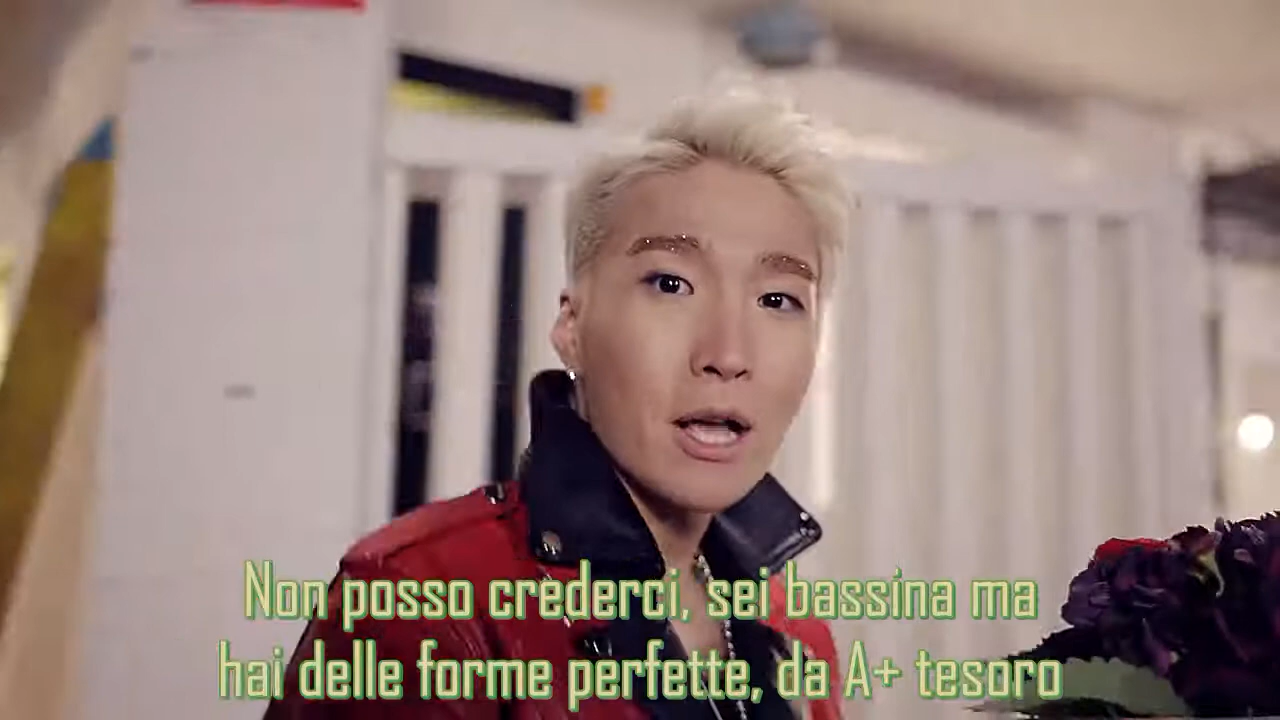 Non posso crederci, sei bassina ma
hai delle forme perfette, da A+ tesoro